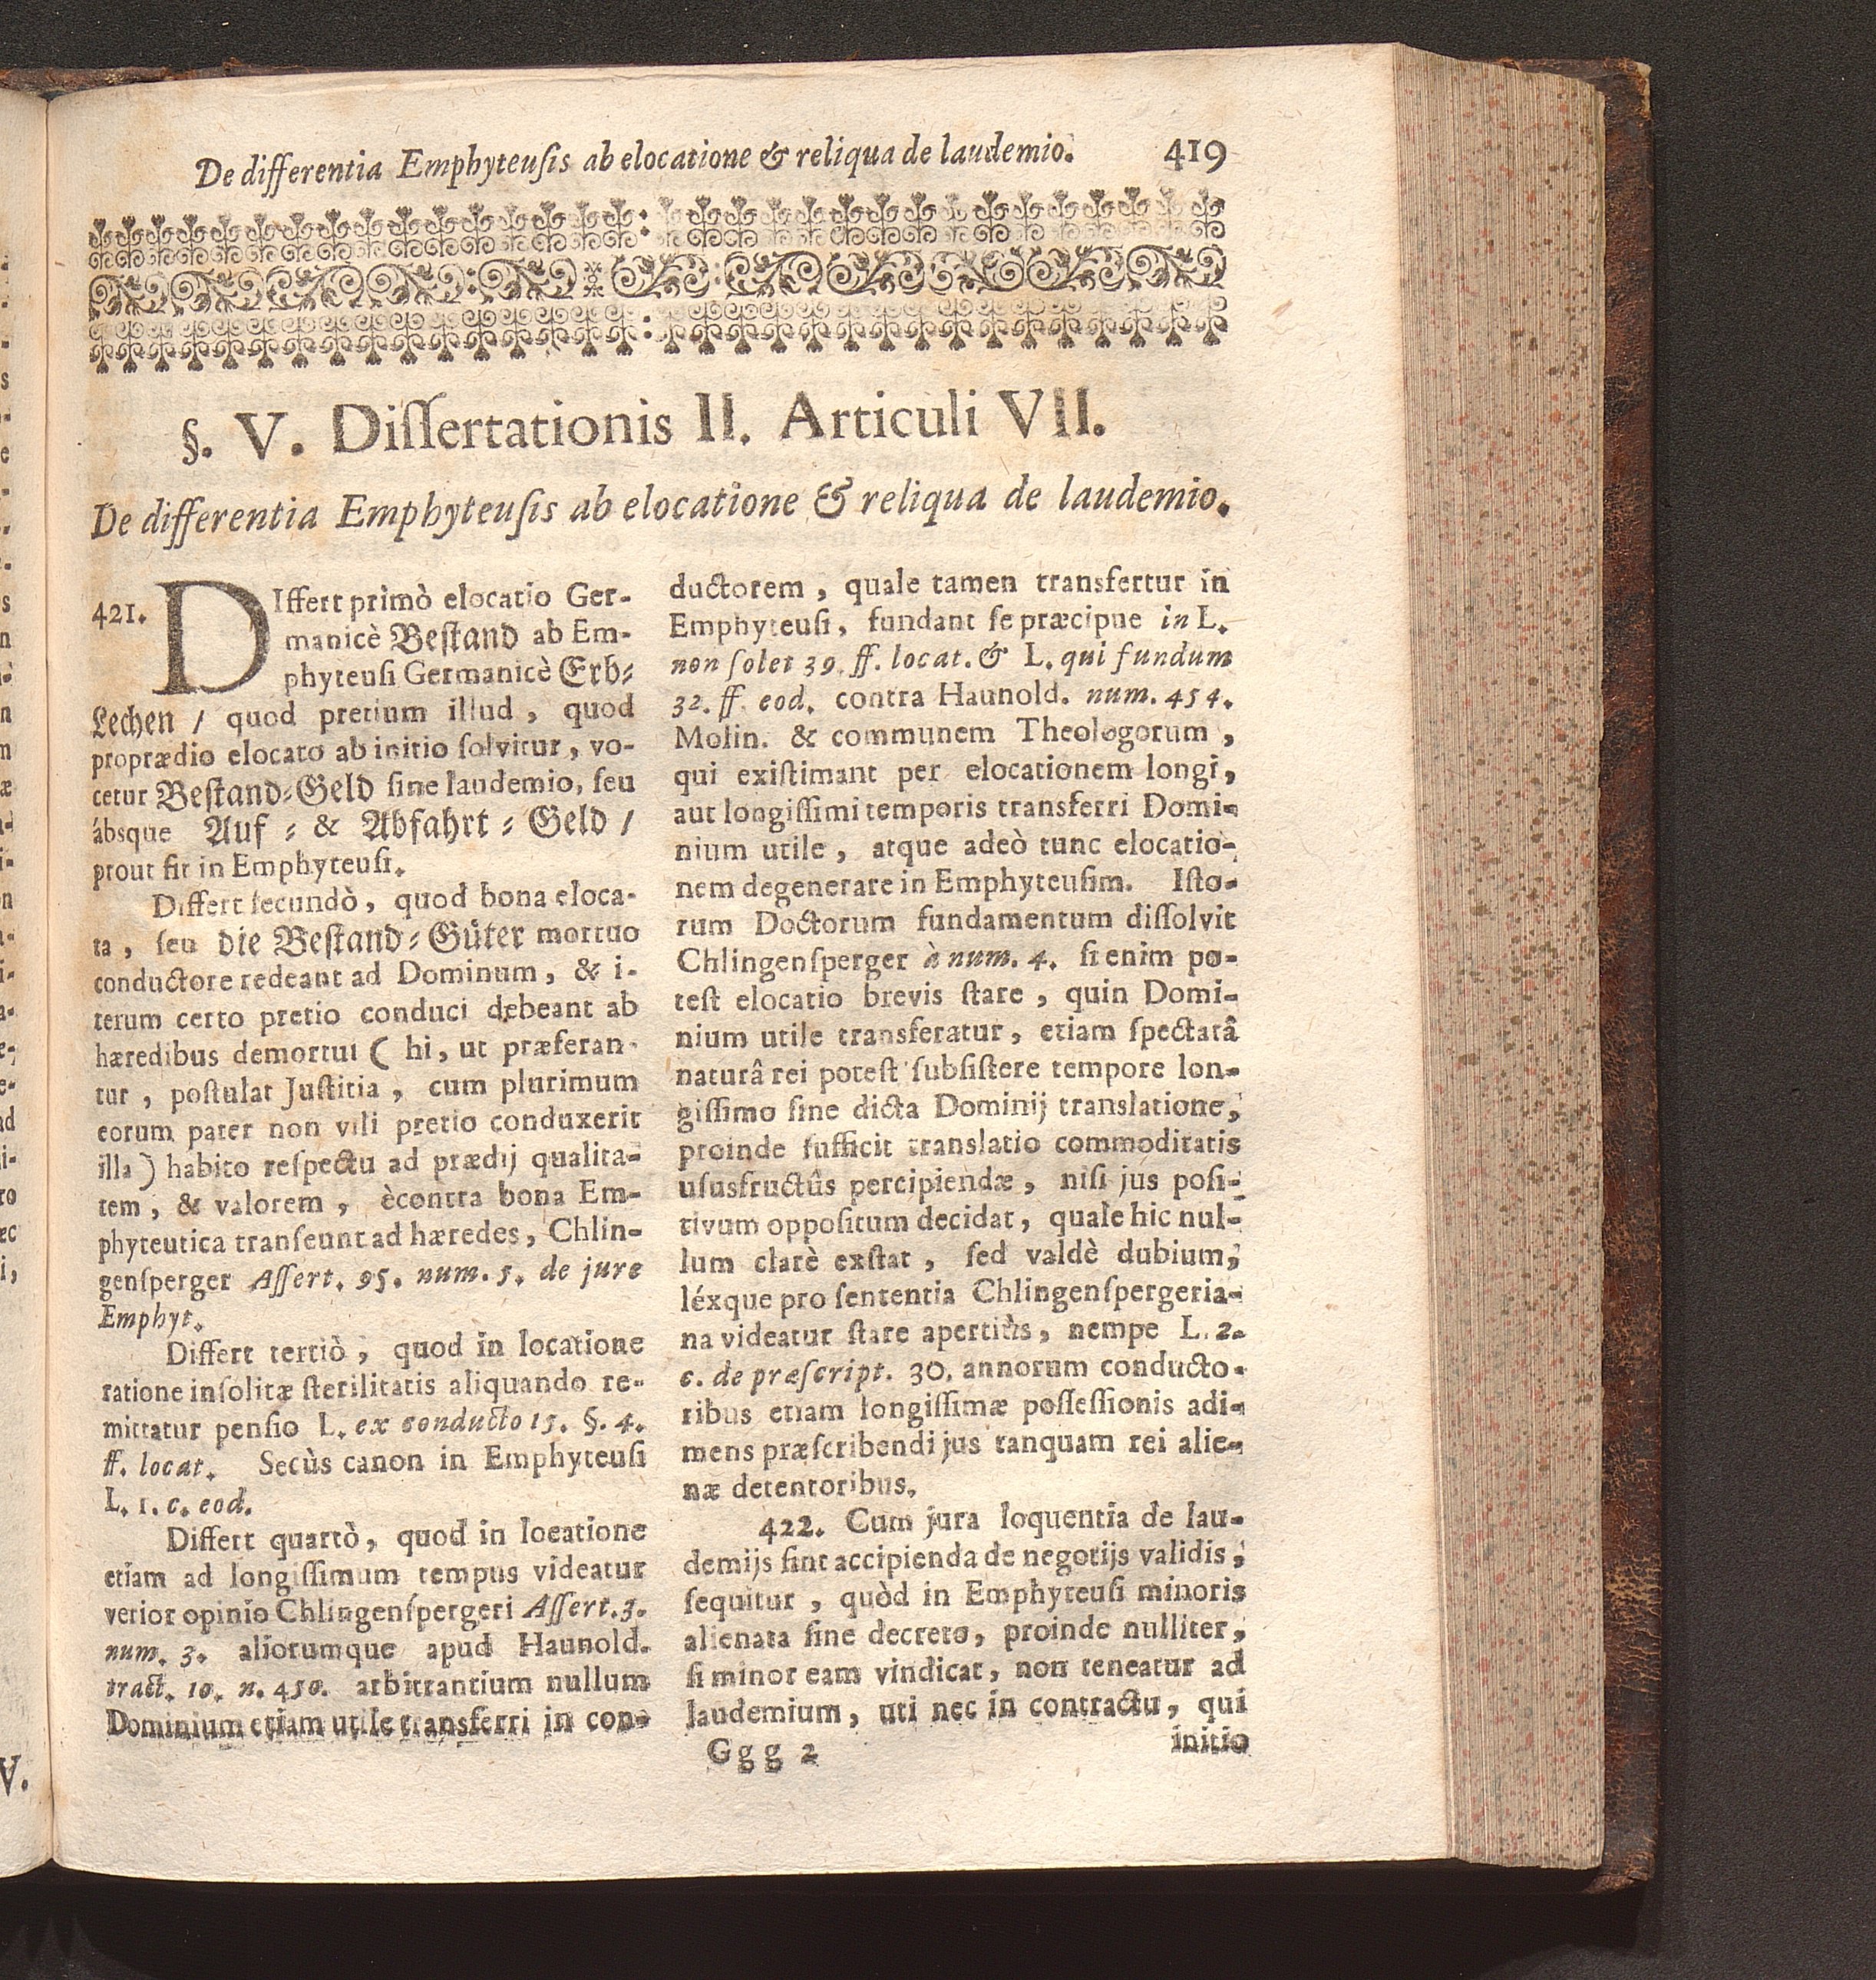 De differentia Emphyteuſis ab elocatione & reliqua de laudemio. 419
§. V. Diſſertationis II. Articuli VII.
De differentia Emphyteuſis ab elocatione & reliqua de laudemio.
421. DIffert primò elocatio Ger-
manicè Beſtand ab Em-
phyteuſi Germanicè Erb-
Lechen / quod pretium illud, quod
proprædio elocato ab initio ſolvitur, vo-
cetur Beſtand-Geld ſine laudemio, ſeu
ábsque Auf- & Abfahrt-Geld /
prout fit in Emphyteuſi.
Differt ſecundò, quod bona eloca-
ta, ſeu die Beſtand-Güter mortuo
conductore redeant ad Dominum, & i-
terum certo pretio conduci debeant ab
hæredibus demortui ( hi, ut præferan-
tur, poſtulat Juſtitia, cum plurimum
eorum pater non vili pretio conduxerit
illa ) habito reſpectu ad prædij qualita-
tem, & valorem, ècontra bona Em-
phyteutica tranſeunt ad hæredes, Chlin-
genſperger Aſſert. 95. num. 5. de jure
Emphyt.
Differt tertiò, quod in locatione
ratione inſolitæ ſterilitatis aliquando re-
mittatur penſio L. ex conducto 15. §. 4.
ff. locat. Secùs canon in Emphyteuſi
L. 1. c. eod.
Differt quartò, quod in locatione
etiam ad longiſſimum tempus videatur
verior opinio Chlingenſpergeri Aſſert. 3.
num. 3. aliorumque apud Haunold.
tract. 10. n. 450. arbitrantium nullum
Dominium etiam utile transferri in con-
ductorem, quale tamen transfertur in
Emphyteuſi, fundant ſe præcipue in L.
non ſolet 39. ff. locat. & L. qui fundum
32. ff. eod. contra Haunold. num. 454.
Molin. & communem Theologorum,
qui exiſtimant per elocationem longi,
aut longiſſimi temporis transferri Domi-
nium utile, atque adeò tunc elocatio-
nem degenerare in Emphyteuſim. Iſto-
rum Doctorum fundamentum diſſolvit
Chlingenſperger à num. 4. ſi enim po-
teſt elocatio brevis ſtare, quin Domi-
nium utile transferatur, etiam ſpectatâ
naturâ rei poteſt ſubſiſtere tempore lon-
giſſimo ſine dicta Dominij translatione,
proinde ſufficit translatio commoditatis
uſusfructûs percipiendæ, niſi jus poſi-
tivum oppoſitum decidat, quale hic nul-
lum clarè exſtat, ſed valdè dubium,
léxque pro ſententia Chlingenſpergeria-
na videatur ſtare apertiùs, nempe L. 2.
c. de præſcript. 30. annorum conducto-
ribus etiam longiſſimæ poſſeſſionis adi-
mens præſcribendi jus tanquam rei alie-
næ detentoribus.
422. Cum jura loquentia de lau-
demijs ſint accipienda de negotijs validis,
ſequitur, quòd in Emphyteuſi minoris
alienata ſine decreto, proinde nulliter,
ſi minor eam vindicat, non teneatur ad
laudemium, uti nec in contractu, qui
Ggg 2 initio